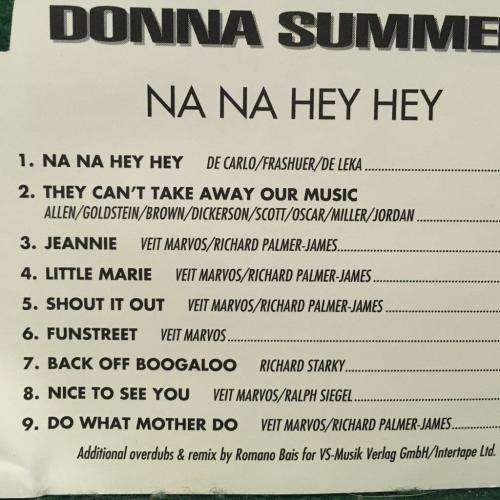 DONNA SUMME
NA NA HEY HEY
1. NA NA HEY HEY DE CARLO/FRASHUER/DE LEKA
2. THEY CAN'T TAKE AWAY OUR MUSIC
ALLEN/GOLDSTEIN/BROWN/DICKERSON/SCOTT/OSCAR/MILLER/JORDAN
3. JEANNIE VEIT MARVOS/RICHARD PALMER-JAMES
4. LITTLE MARIE VEIT MARVOS/RICHARD PALMER-JAMES
5. SHOUT IT OUT VEIT MARVOS/RICHARD PALMER-JAMES
6. FUNSTREET VEIT MARVOS
7. BACK OFF BOOGALOO RICHARD STARKY
8. NICE TO SEE YOU VEIT MARVOS/RALPH SIEGEL
9. DO WHAT MOTHER DO VEIT MARVOS/RICHARD PALMER-JAMES
Additional overdubs & remix by Romano Bais for VS-Musik Verlag GmbH/Intertape Ltd.